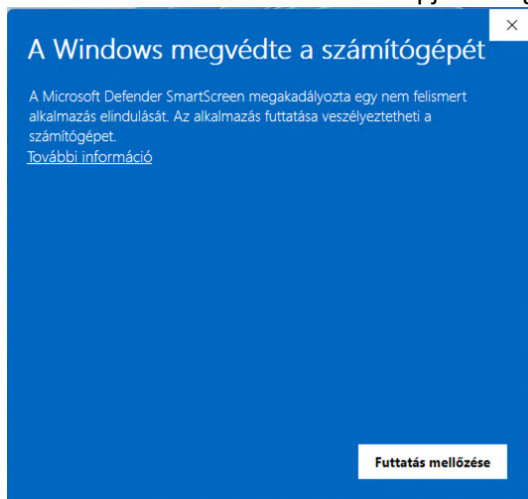 A Windows megvédte a számítógépét
A Microsoft Defender SmartScreen megakadályozta egy nem felismert
alkalmazás elindulását. Az alkalmazás futtatása veszélyeztetheti a
számítógépet.
További információ
Futtatás mellőzése